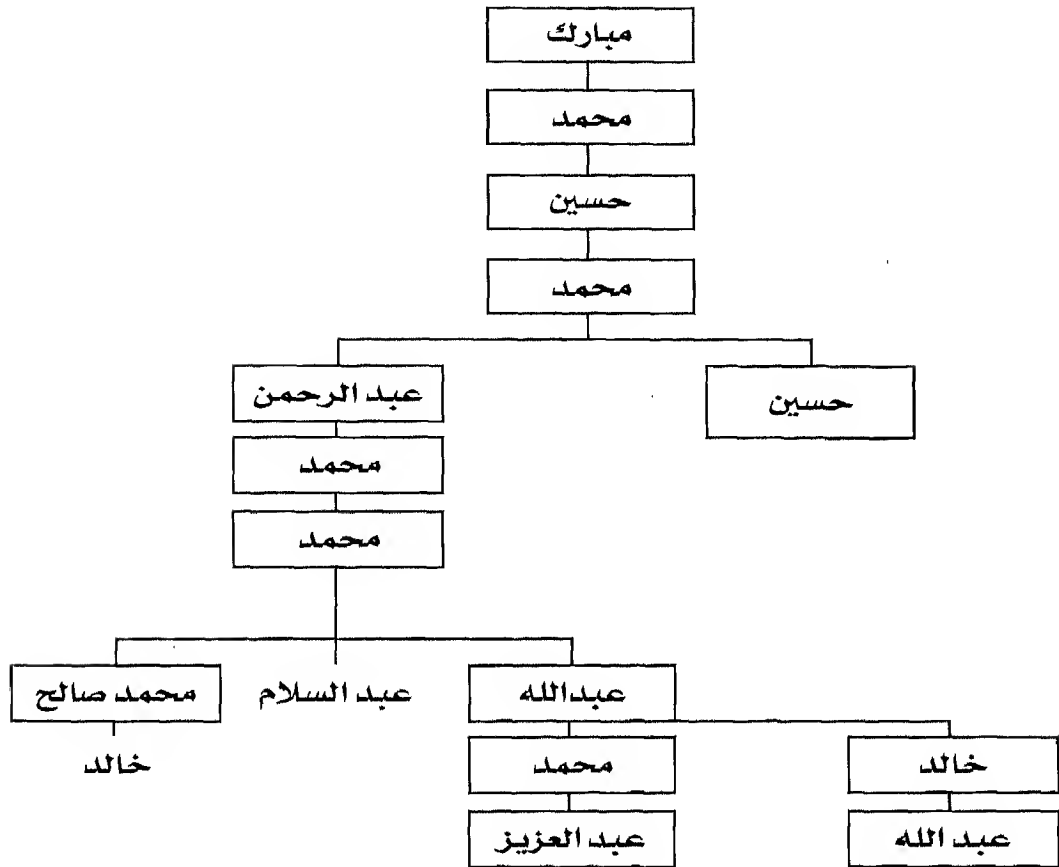 مبارك
محمد
حسين
محمد
حسين
عبد الرحمن
محمد
محمد
عبدالله
عبد السلام
محمد صالح
خالد
محمد
خالد
عبد الله
عبد العزيز